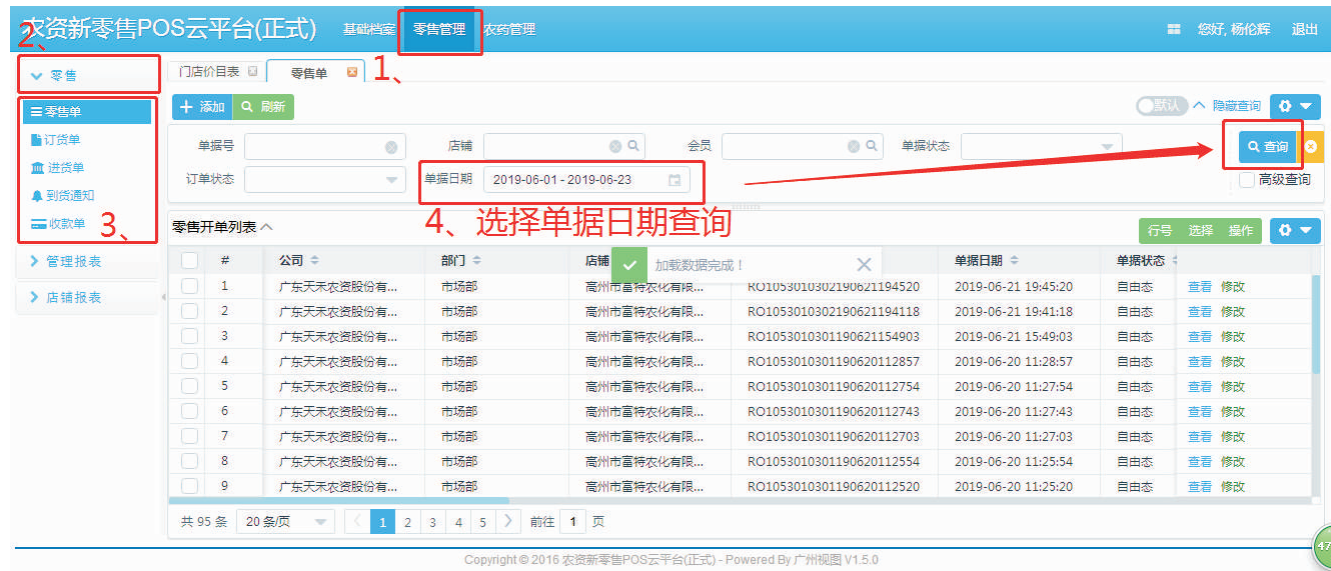 农资新零售POS云平台(正式) 基础档案 零售管理 农药管理 您好, 杨伦辉 退出
2、
零售
门店价目表 零售单 1、
零售单
添加 刷新 默认 隐藏查询
订货单
单据号 店铺 会员 单据状态 查询
进货单
订单状态 单据日期 2019-06-01 - 2019-06-23 高级查询
到货通知
收款单 3、
4、选择单据日期查询
零售开单列表 行号 选择 操作
管理报表
# 公司 部门 店铺 单据日期 单据状态
加载数据完成！
店铺报表
1 广东天禾农资股份有... 市场部 高州市富特农化有限... RO1053010302190621194520 2019-06-21 19:45:20 自由态 查看 修改
2 广东天禾农资股份有... 市场部 高州市富特农化有限... RO1053010302190621194118 2019-06-21 19:41:18 自由态 查看 修改
3 广东天禾农资股份有... 市场部 高州市富特农化有限... RO1053010302190621154903 2019-06-21 15:49:03 自由态 查看 修改
4 广东天禾农资股份有... 市场部 高州市富特农化有限... RO1053010301190620112857 2019-06-20 11:28:57 自由态 查看 修改
5 广东天禾农资股份有... 市场部 高州市富特农化有限... RO1053010301190620112754 2019-06-20 11:27:54 自由态 查看 修改
6 广东天禾农资股份有... 市场部 高州市富特农化有限... RO1053010301190620112743 2019-06-20 11:27:43 自由态 查看 修改
7 广东天禾农资股份有... 市场部 高州市富特农化有限... RO1053010301190620112703 2019-06-20 11:27:03 自由态 查看 修改
8 广东天禾农资股份有... 市场部 高州市富特农化有限... RO1053010301190620112554 2019-06-20 11:25:54 自由态 查看 修改
9 广东天禾农资股份有... 市场部 高州市富特农化有限... RO1053010301190620112520 2019-06-20 11:25:20 自由态 查看 修改
共 95 条 20 条/页 1 2 3 4 5 前往 1 页
Copyright © 2016 农资新零售POS云平台(正式) - Powered By 广州视图 V1.5.0
47